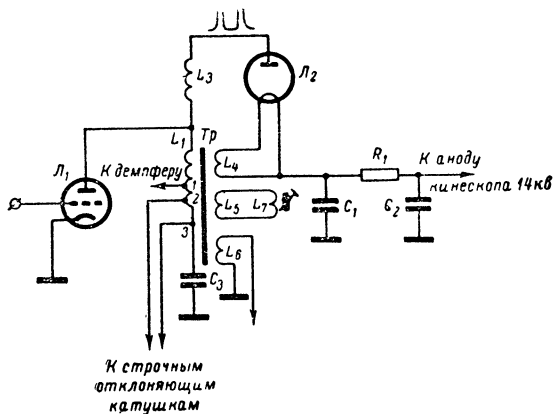 L₃
Л₂
L₁
Тр
Л₁
К демпферу
1
2
3
L₄
L₅
L₇
L₆
R₁
К аноду
кинескопа 14кв
C₁
C₂
C₃
К строчным
отклоняющим
катушкам